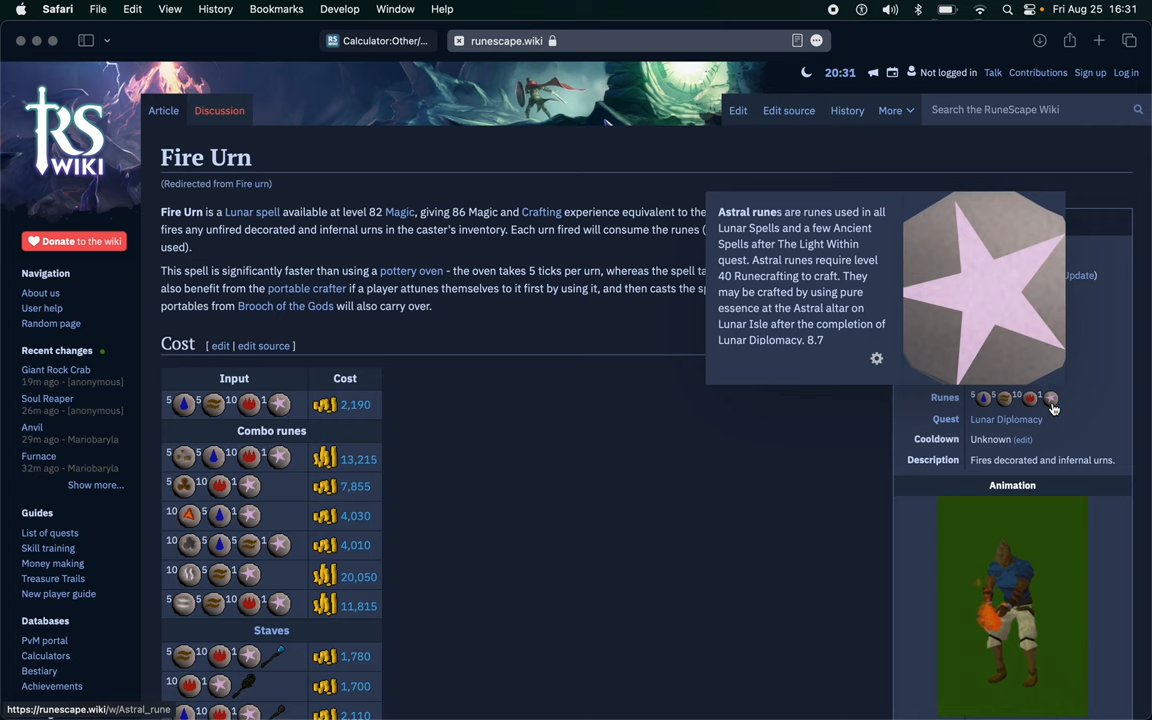 Safari File Edit View History Bookmarks Develop Window Help Fri Aug 25 16:31
RS WIKI Calculator:Other/... runescape.wiki
20:31 Not logged in Talk Contributions Sign up Log in
RS WIKI
Article Discussion Edit Edit source History More Search the RuneScape Wiki
Fire Urn
(Redirected from Fire urn)
Fire Urn is a Lunar spell available at level 82 Magic, giving 86 Magic and Crafting experience equivalent to the
fires any unfired decorated and infernal urns in the caster's inventory. Each urn fired will consume the runes (
used).
This spell is significantly faster than using a pottery oven - the oven takes 5 ticks per urn, whereas the spell ta
also benefit from the portable crafter if a player attunes themselves to it first by using it, and then casts the sp
portables from Brooch of the Gods will also carry over.
Astral runes are runes used in all
Lunar Spells and a few Ancient
Spells after The Light Within
quest. Astral runes require level
40 Runecrafting to craft. They
may be crafted by using pure
essence at the Astral altar on
Lunar Isle after the completion of
Lunar Diplomacy. 8.7
Update)
Donate to the wiki
Navigation
About us
User help
Random page
Recent changes
Giant Rock Crab
19m ago - [anonymous]
Soul Reaper
26m ago - [anonymous]
Anvil
29m ago - Mariobaryla
Furnace
32m ago - Mariobaryla
Show more...
Guides
List of quests
Skill training
Money making
Treasure Trails
New player guide
Databases
PvM portal
Calculators
Bestiary
Achievements
Cost [ edit | edit source ]
Input Cost
5 5 10 1 2,190
Combo runes
5 5 10 1 13,215
5 10 1 7,855
10 5 1 4,030
10 5 5 1 4,010
10 5 1 20,050
5 5 10 1 11,815
Staves
5 10 1 1,780
10 1 1,700
5 10 1 2,110
Runes 5 5 10 1
Quest Lunar Diplomacy
Cooldown Unknown (edit)
Description Fires decorated and infernal urns.
Animation
https://runescape.wiki/w/Astral_rune